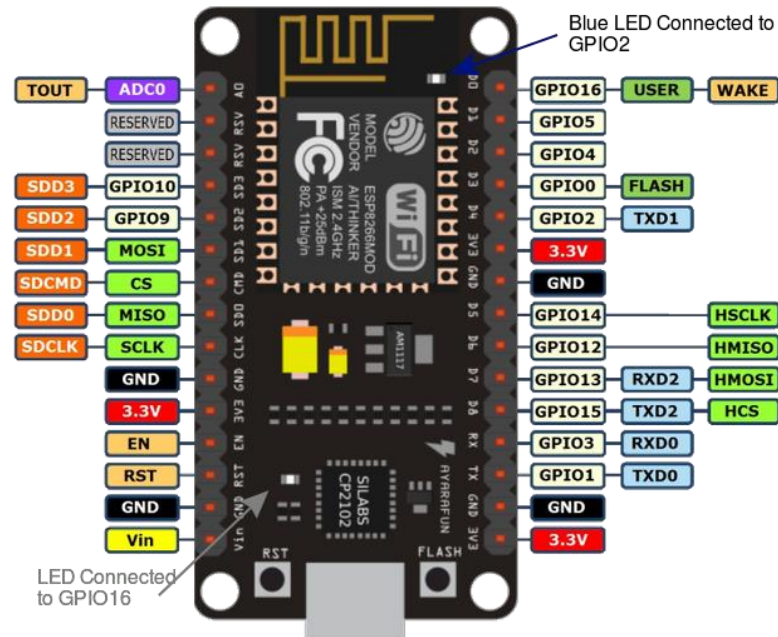 Blue LED Connected to
GPIO2
TOUT ADC0 A0 D0 GPIO16 USER WAKE
RESERVED RSV D1 GPIO5
RESERVED RSV D2 GPIO4
SDD3 GPIO10 SD3 D3 GPIO0 FLASH
SDD2 GPIO9 SD2 D4 GPIO2 TXD1
SDD1 MOSI SD1 3V3 3.3V
SDCMD CS CMD GND GND
SDD0 MISO SD0 D5 GPIO14 HSCLK
SDCLK SCLK CLK D6 GPIO12 HMISO
GND GND D7 GPIO13 RXD2 HMOSI
3.3V 3V3 D8 GPIO15 TXD2 HCS
EN EN RX GPIO3 RXD0
RST RST TX GPIO1 TXD0
GND GND GND GND
Vin Vin 3V3 3.3V
MODEL ESP8266MOD
VENDOR AI/THINKER
ISM 2.4GHz
PA +25dBm
802.11b/g/n
FC
Wi Fi
AM1117
SILABS
CP2102
AYARAFUN
RST FLASH
LED Connected
to GPIO16